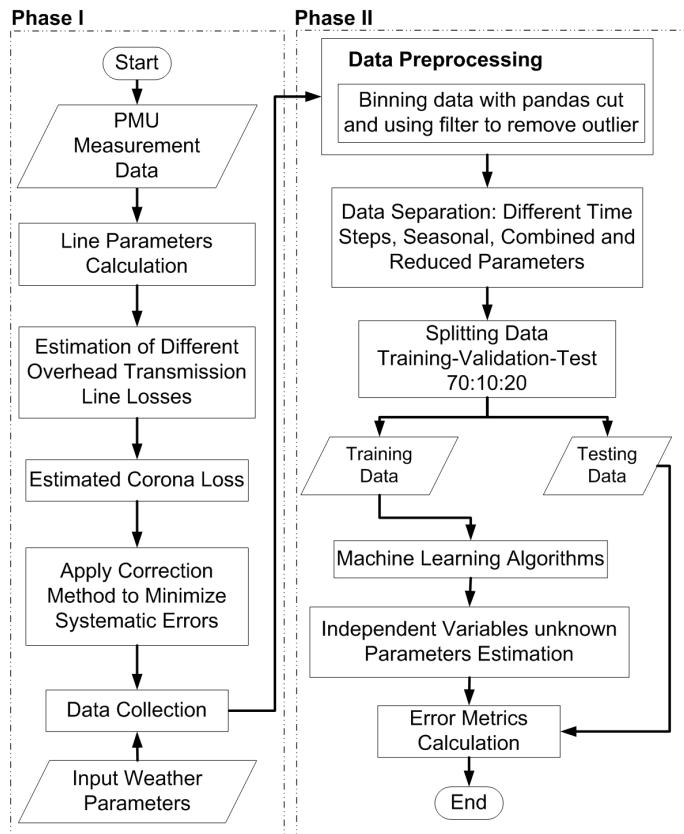 Phase I
Start
PMU
Measurement
Data
Line Parameters
Calculation
Estimation of Different
Overhead Transmission
Line Losses
Estimated Corona Loss
Apply Correction
Method to Minimize
Systematic Errors
Data Collection
Input Weather
Parameters
Phase II
Data Preprocessing
Binning data with pandas cut
and using filter to remove outlier
Data Separation: Different Time
Steps, Seasonal, Combined and
Reduced Parameters
Splitting Data
Training-Validation-Test
70:10:20
Training
Data
Testing
Data
Machine Learning Algorithms
Independent Variables unknown
Parameters Estimation
Error Metrics
Calculation
End